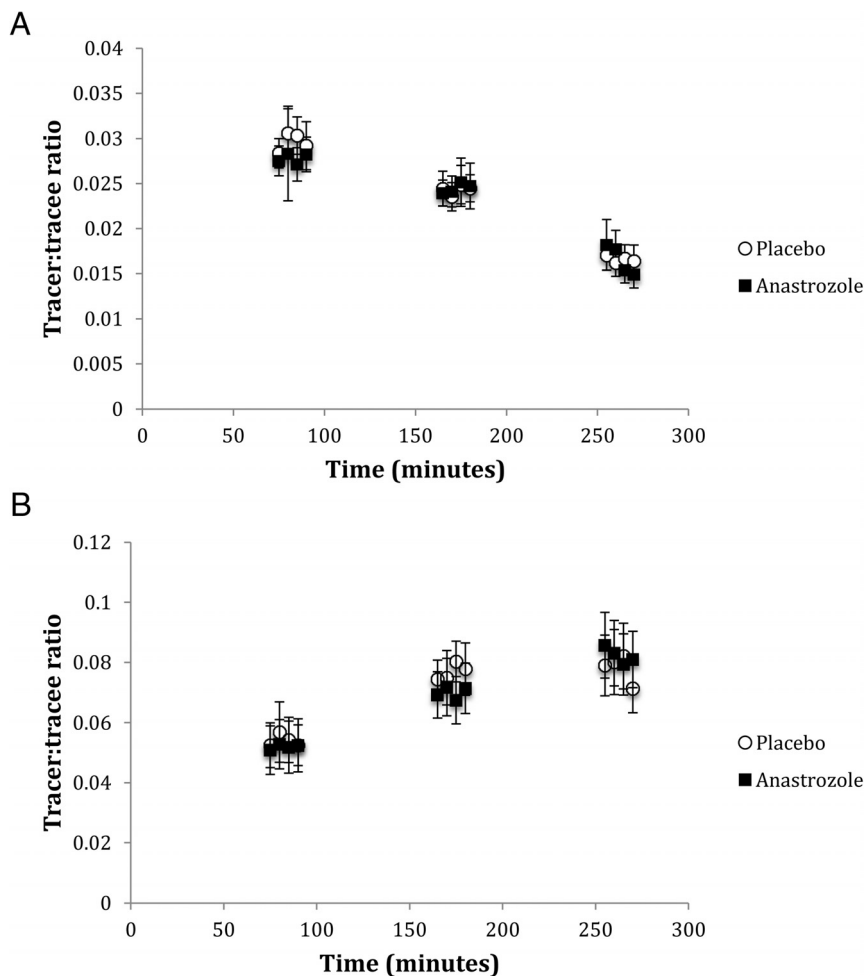 A
0.04
0.035
0.03
0.025
0.02
0.015
0.01
0.005
0
0 50 100 150 200 250 300
Tracer:tracee ratio
Time (minutes)
Placebo
Anastrozole
B
0.12
0.1
0.08
0.06
0.04
0.02
0
0 50 100 150 200 250 300
Tracer:tracee ratio
Time (minutes)
Placebo
Anastrozole